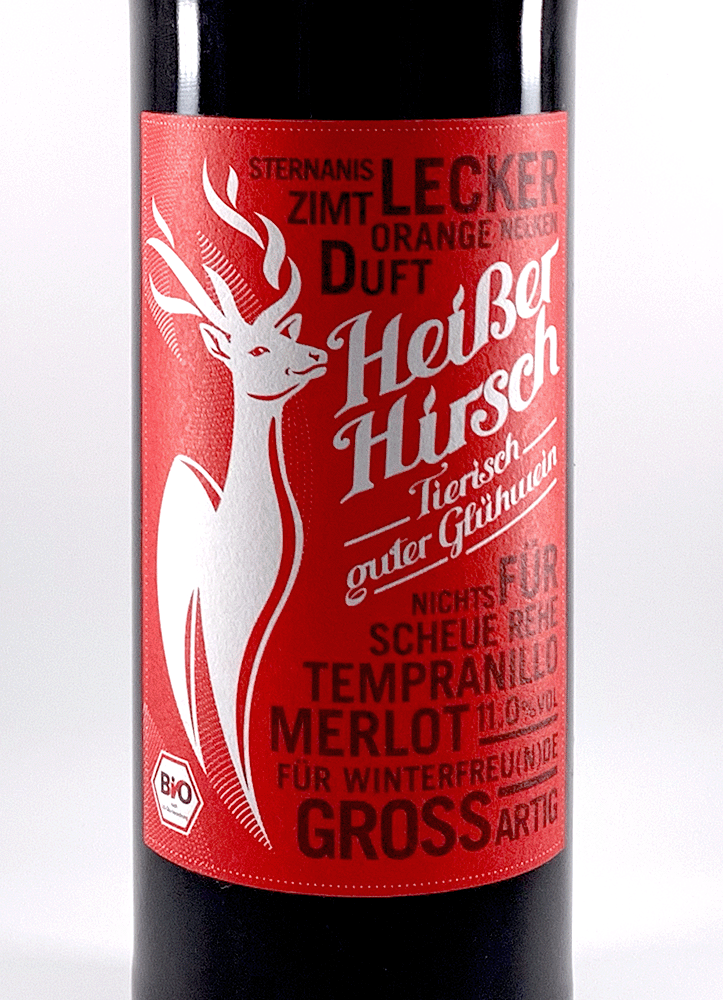 STERNANIS LECKER
ZIMT
ORANGE NELKEN
DUFT
Heißer
Hirsch
Tierisch
guter Glühwein
NICHTS FÜR
SCHEUE REHE
TEMPRANILLO
MERLOT 11.0%VOL
FÜR WINTERFREU(N)DE
GROSSARTIG
BIO